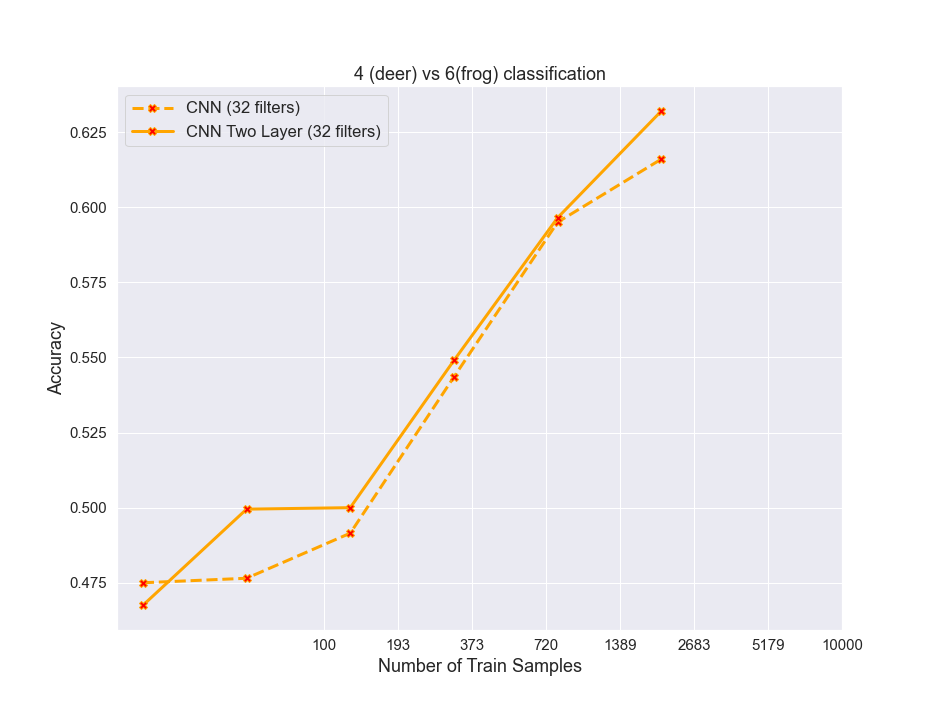 4 (deer) vs 6(frog) classification
CNN (32 filters)
CNN Two Layer (32 filters)
0.625
0.600
0.575
0.550
0.525
0.500
0.475
Accuracy
100 193 373 720 1389 2683 5179 10000
Number of Train Samples